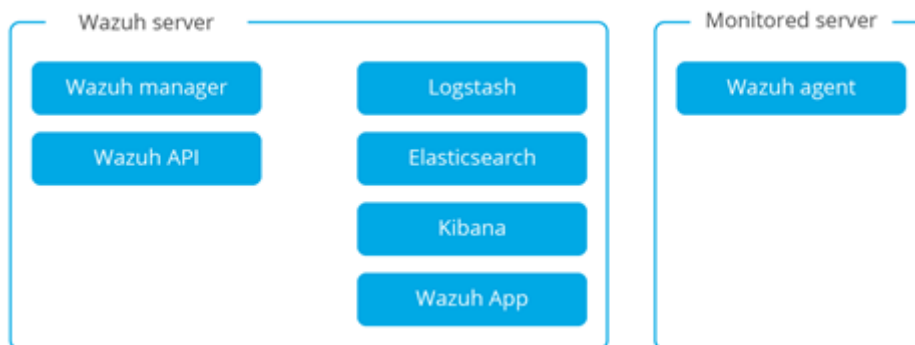 Wazuh server
Wazuh manager
Wazuh API
Logstash
Elasticsearch
Kibana
Wazuh App
Monitored server
Wazuh agent